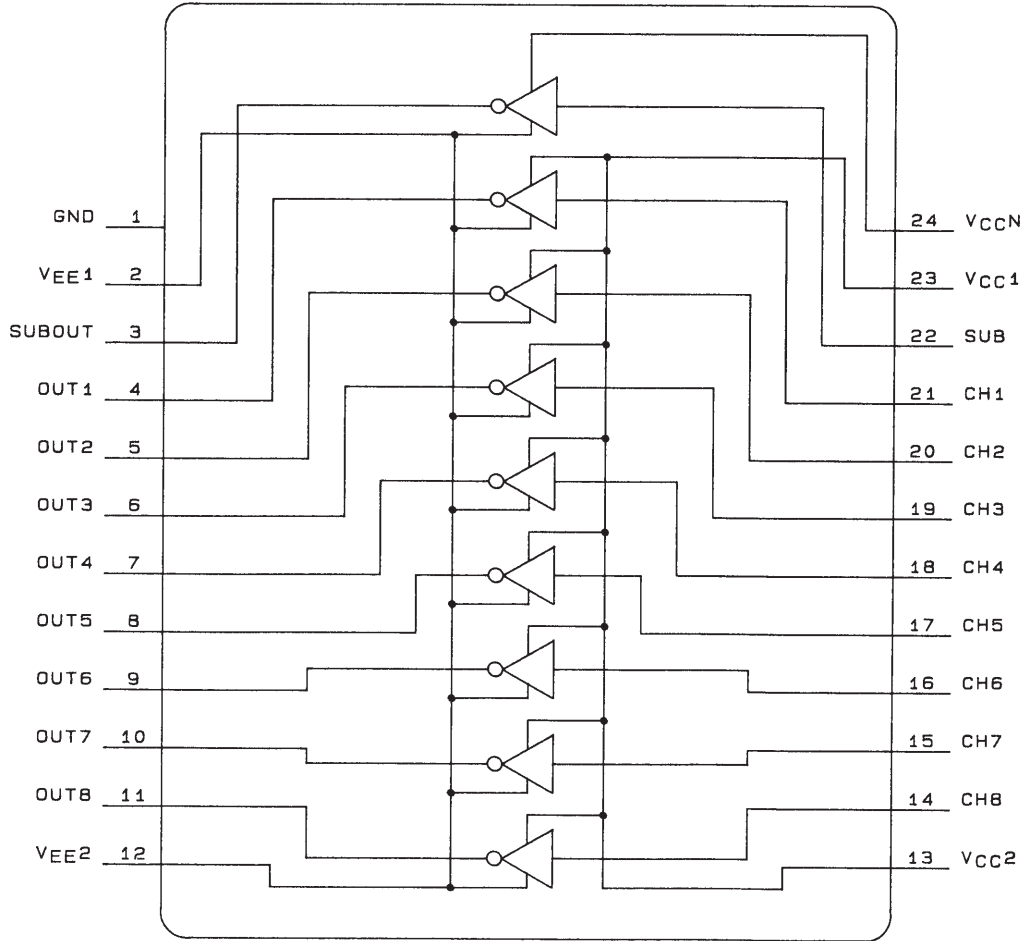 GND 1
VEE1 2
SUBOUT 3
OUT1 4
OUT2 5
OUT3 6
OUT4 7
OUT5 8
OUT6 9
OUT7 10
OUT8 11
VEE2 12
24 VCCN
23 VCC1
22 SUB
21 CH1
20 CH2
19 CH3
18 CH4
17 CH5
16 CH6
15 CH7
14 CH8
13 VCC2